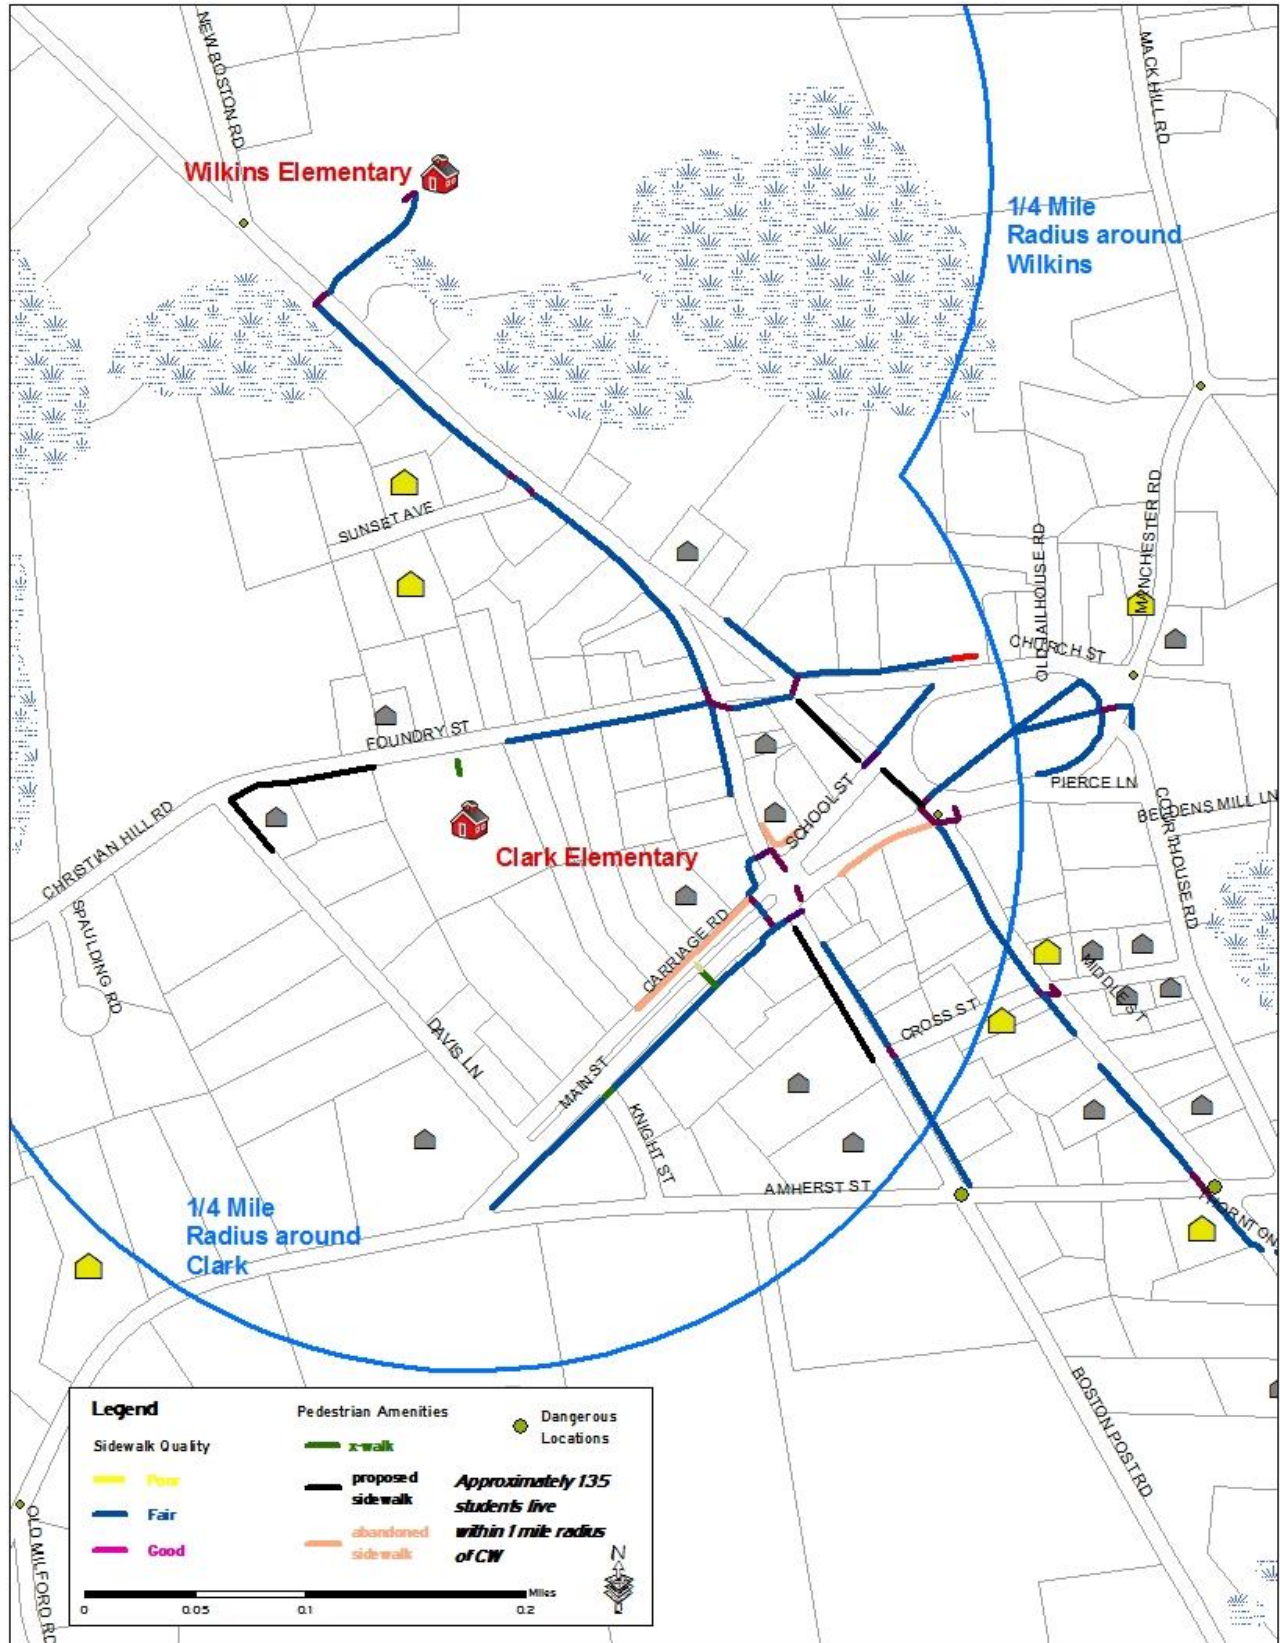 NEW BOSTON RD
MACK HILL RD
Wilkins Elementary
1/4 Mile
Radius around
Wilkins
SUNSET AVE
MANCHESTER RD
OLD JAILHOUSE RD
CHURCH ST
FOUNDRY ST
PIERCE LN
BELDENS MILL LN
SCHOOL ST
CHRISTIAN HILL RD
Clark Elementary
COURTHOUSE RD
SPAULDING RD
CARRIAGE RD
MIDDLE ST
CROSS ST
DAVIS LN
MAIN ST
KNIGHT ST
AMHERST ST
THORNTON
1/4 Mile
Radius around
Clark
BOSTON POST RD
OLD MILFORD RD
Legend
Sidewalk Quality
Poor
Fair
Good
Pedestrian Amenities
x-walk
proposed
sidewalk
abandoned
sidewalk
Dangerous
Locations
Approximately 135
students live
within 1 mile radius
of CW
N
Miles
0
0.05
0.1
0.2